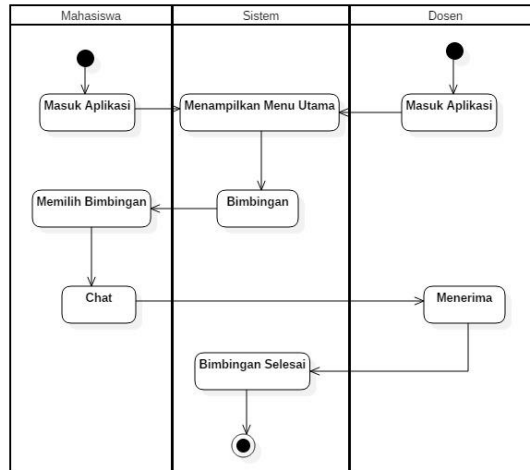 Mahasiswa
Sistem
Dosen
Masuk Aplikasi
Menampilkan Menu Utama
Masuk Aplikasi
Memilih Bimbingan
Bimbingan
Chat
Menerima
Bimbingan Selesai